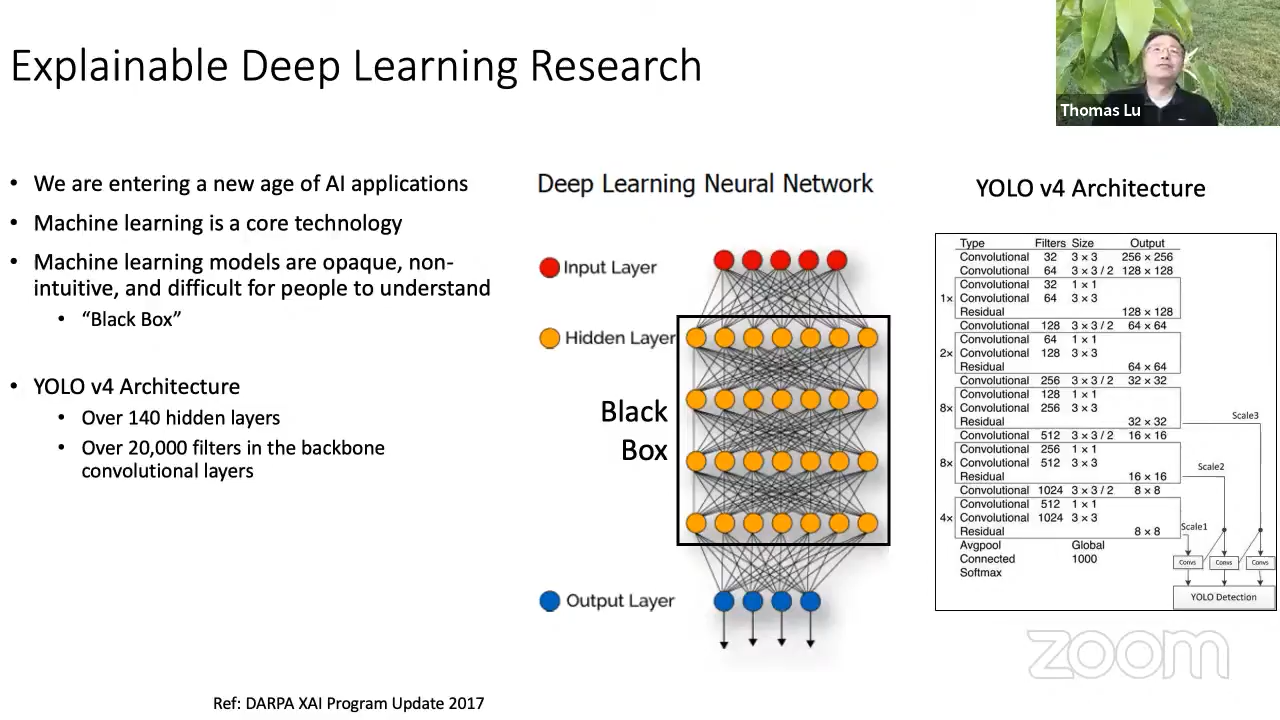 Explainable Deep Learning Research
Thomas Lu
• We are entering a new age of AI applications
• Machine learning is a core technology
• Machine learning models are opaque, non-
intuitive, and difficult for people to understand
• “Black Box”
• YOLO v4 Architecture
• Over 140 hidden layers
• Over 20,000 filters in the backbone
convolutional layers
Deep Learning Neural Network
Input Layer
Hidden Layer
Black
Box
Output Layer
YOLO v4 Architecture
Type Filters Size Output
Convolutional 32 3 × 3 256 × 256
Convolutional 64 3 × 3 / 2 128 × 128
Convolutional 32 1 × 1
1× Convolutional 64 3 × 3
Residual 128 × 128
Convolutional 128 3 × 3 / 2 64 × 64
Convolutional 64 1 × 1
2× Convolutional 128 3 × 3
Residual 64 × 64
Convolutional 256 3 × 3 / 2 32 × 32
Convolutional 128 1 × 1
8× Convolutional 256 3 × 3
Residual 32 × 32
Convolutional 512 3 × 3 / 2 16 × 16
Convolutional 256 1 × 1
8× Convolutional 512 3 × 3
Residual 16 × 16
Convolutional 1024 3 × 3 / 2 8 × 8
Convolutional 512 1 × 1
4× Convolutional 1024 3 × 3
Residual 8 × 8
Avgpool Global
Connected 1000
Softmax
Scale3
Scale2
Scale1
Convs Convs Convs
YOLO Detection
zoom
Ref: DARPA XAI Program Update 2017